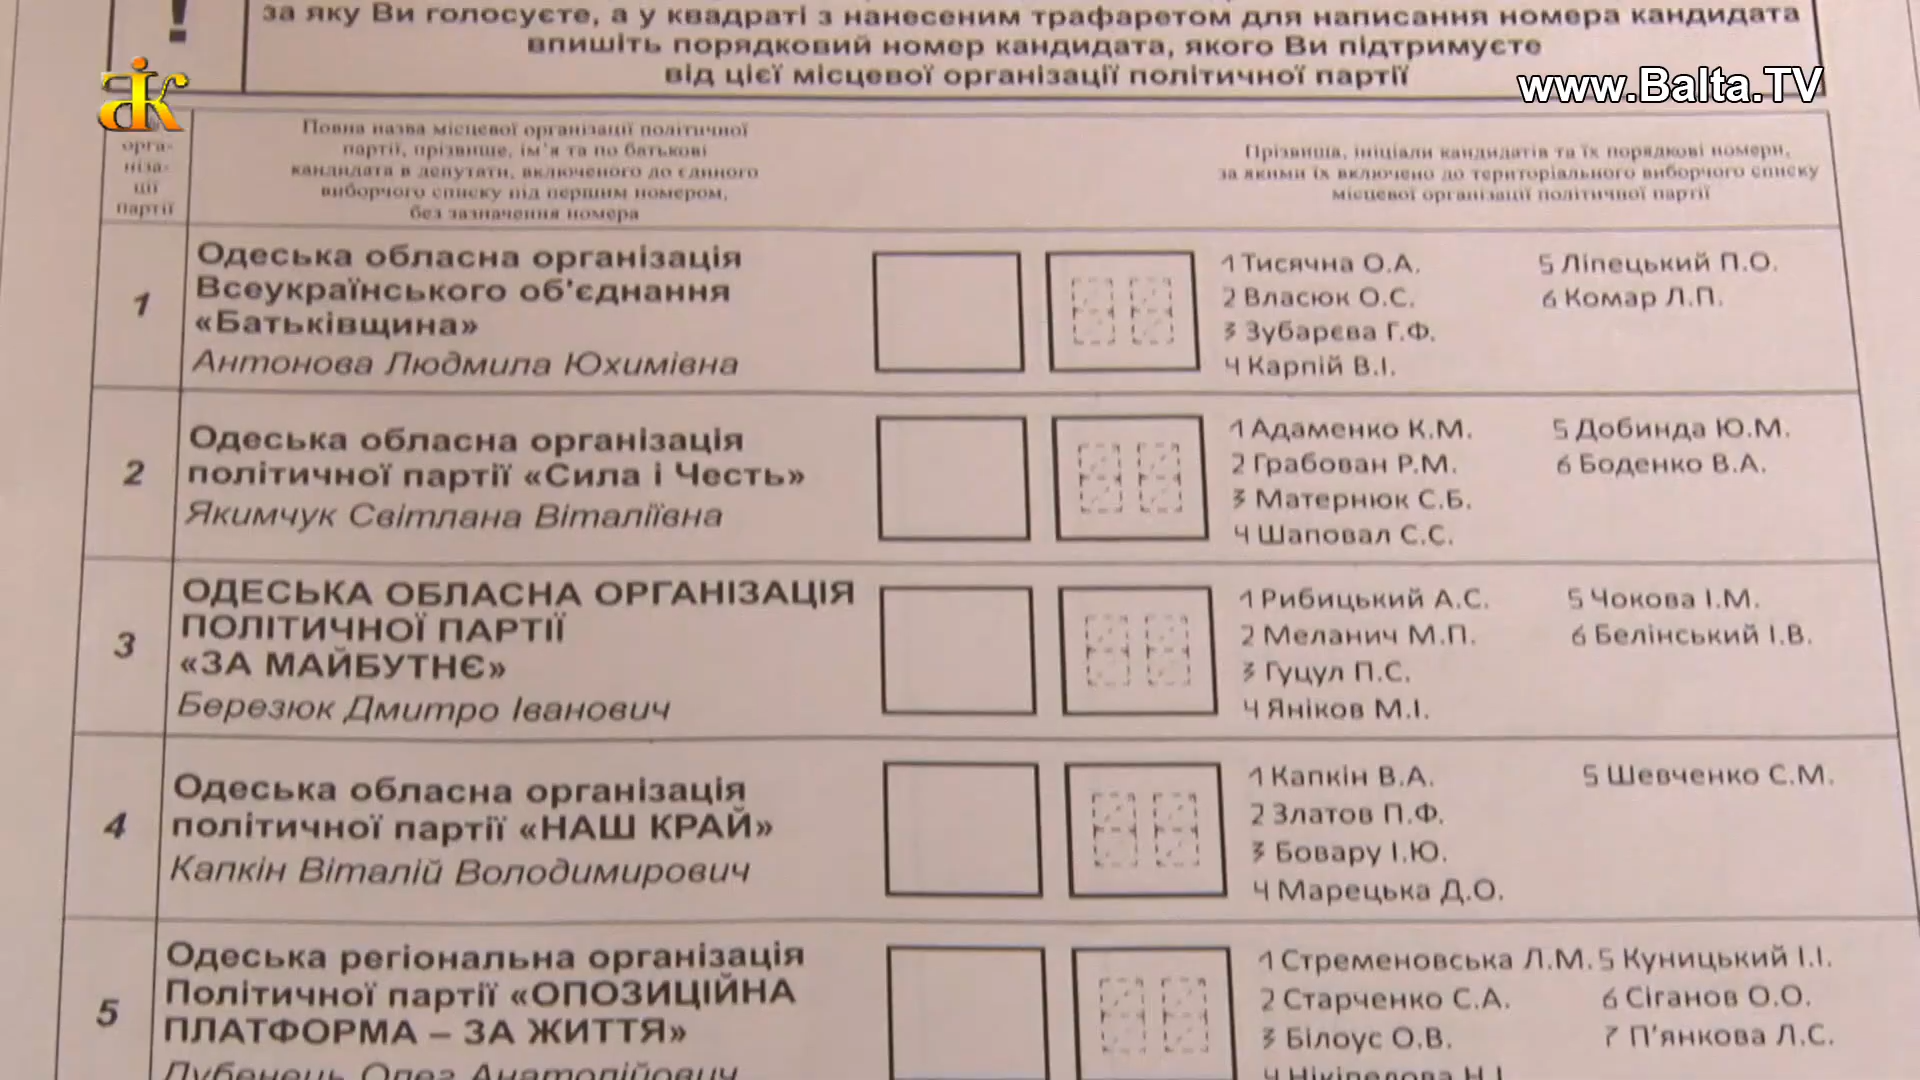 за яку Ви голосуєте, а у квадраті з нанесеним трафаретом для написання номера кандидата
впишіть порядковий номер кандидата, якого Ви підтримуєте
від цієї місцевої організації політичної партії
!
www.Balta.TV
орга-
ніза-
ції
партії
Повна назва місцевої організації політичної
партії, прізвище, ім’я та по батькові
кандидата в депутати, включеного до єдиного
виборчого списку під першим номером,
без зазначення номера
Прізвища, ініціали кандидатів та їх порядкові номери,
за якими їх включено до територіального виборчого списку
місцевої організації політичної партії
1
Одеська обласна організація
Всеукраїнського об’єднання
«Батьківщина»
Антонова Людмила Юхимівна
1 Тисячна О.А.
2 Власюк О.С.
3 Зубарєва Г.Ф.
4 Карпій В.І.
5 Ліпецький П.О.
6 Комар Л.П.
2
Одеська обласна організація
політичної партії «Сила і Честь»
Якимчук Світлана Віталіївна
1 Адаменко К.М.
2 Грабован Р.М.
3 Матернюк С.Б.
4 Шаповал С.С.
5 Добинда Ю.М.
6 Боденко В.А.
3
ОДЕСЬКА ОБЛАСНА ОРГАНІЗАЦІЯ
ПОЛІТИЧНОЇ ПАРТІЇ
«ЗА МАЙБУТНЄ»
Березюк Дмитро Іванович
1 Рибицький А.С.
2 Меланич М.П.
3 Гуцул П.С.
4 Яніков М.І.
5 Чокова І.М.
6 Белінський І.В.
4
Одеська обласна організація
політичної партії «НАШ КРАЙ»
Капкін Віталій Володимирович
1 Капкін В.А.
2 Златов П.Ф.
3 Бовару І.Ю.
4 Марецька Д.О.
5 Шевченко С.М.
5
Одеська регіональна організація
Політичної партії «ОПОЗИЦІЙНА
ПЛАТФОРМА – ЗА ЖИТТЯ»
Дубенець Олег Анатолійович
1 Стременовська Л.М.
2 Старченко С.А.
3 Білоус О.В.
4 Нікіпелова Н.І.
5 Куницький І.І.
6 Сіганов О.О.
7 П’янкова Л.С.